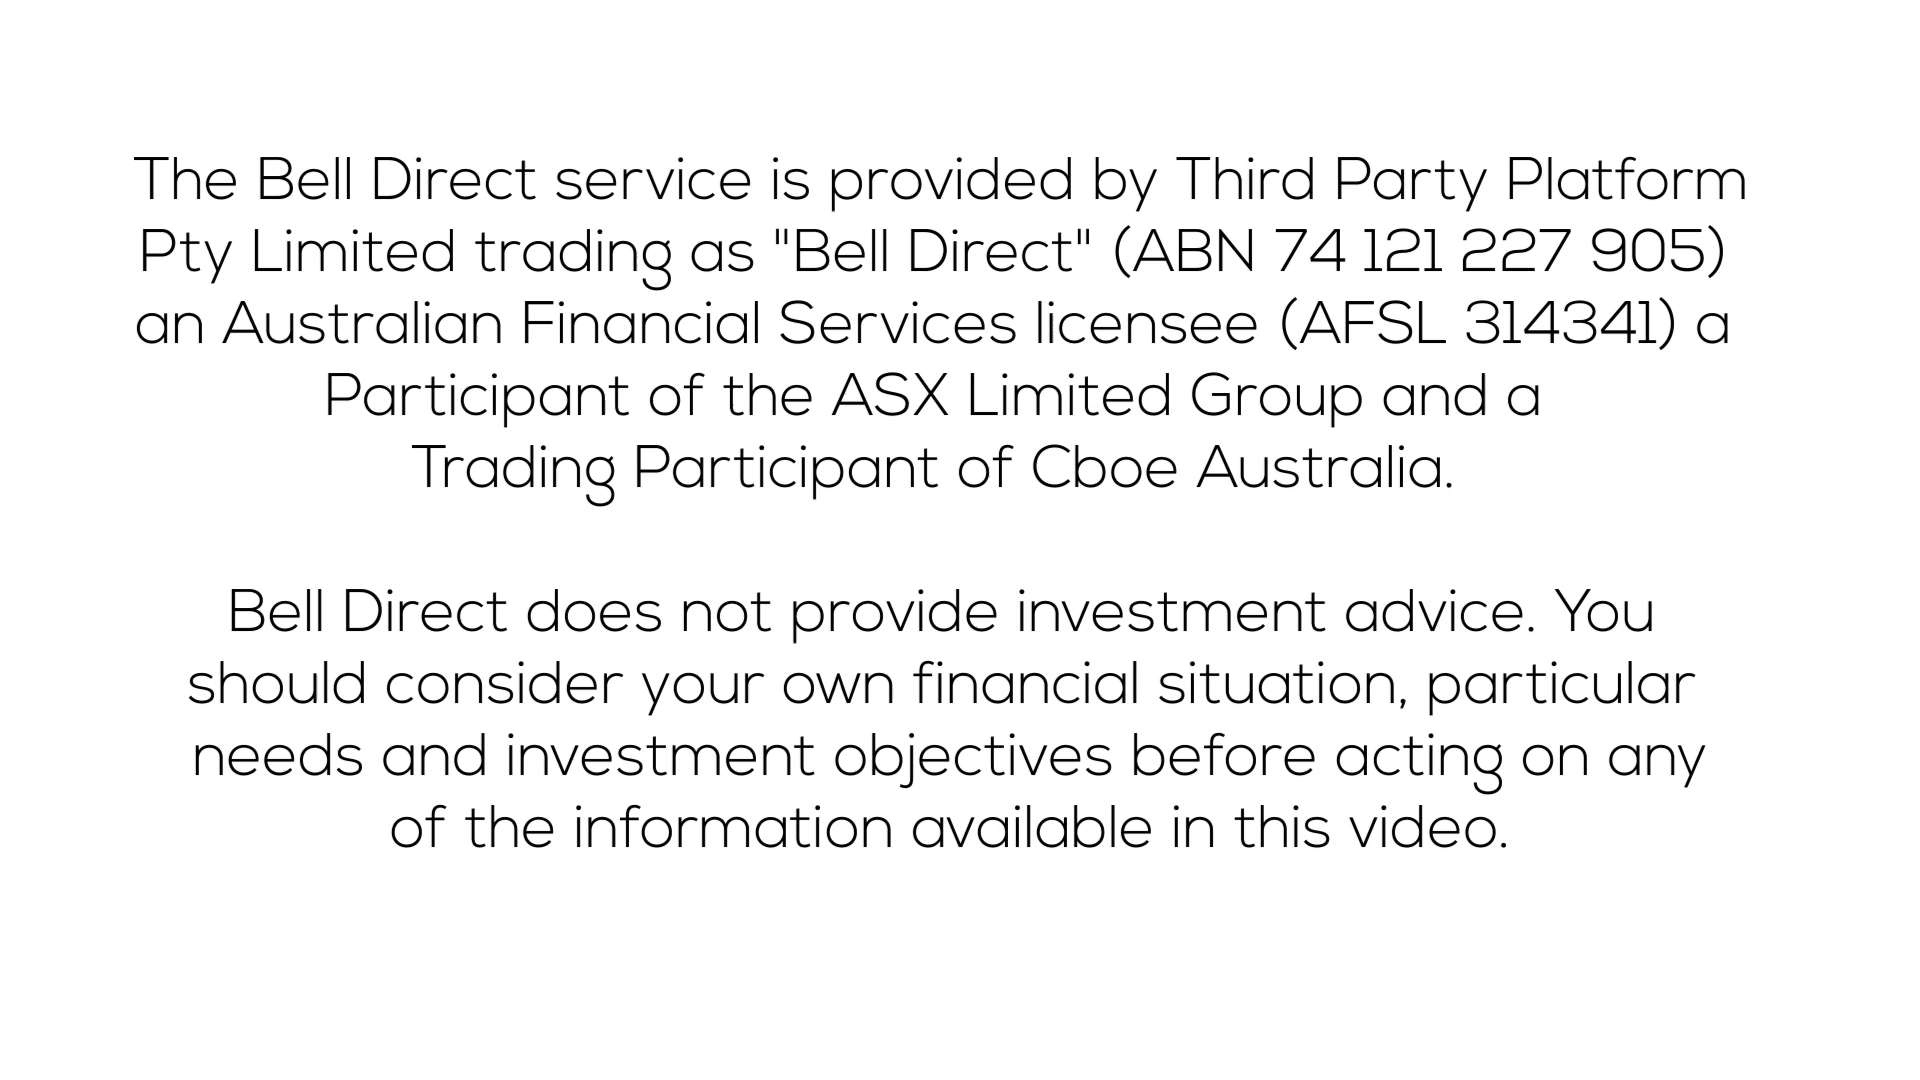 The Bell Direct service is provided by Third Party Platform
Pty Limited trading as "Bell Direct" (ABN 74 121 227 905)
an Australian Financial Services licensee (AFSL 314341) a
Participant of the ASX Limited Group and a
Trading Participant of Cboe Australia.
Bell Direct does not provide investment advice. You
should consider your own financial situation, particular
needs and investment objectives before acting on any
of the information available in this video.